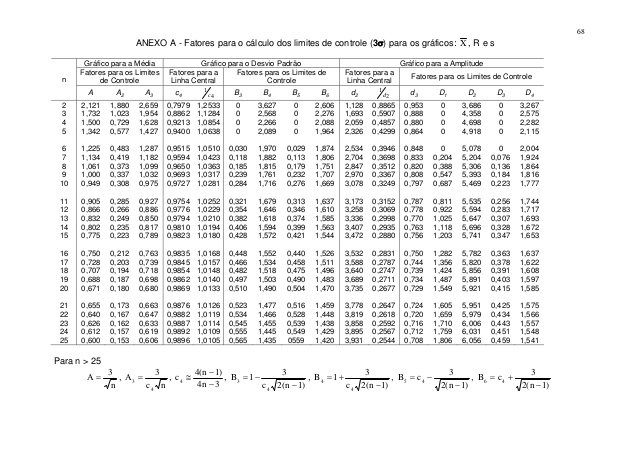 68
ANEXO A - Fatores para o cálculo dos limites de controle (3σ) para os gráficos: X̅, R e s
n Gráfico para a Média Gráfico para o Desvio Padrão Gráfico para a Amplitude
Fatores para os Limites de Controle Fatores para a Linha Central Fatores para os Limites de Controle Fatores para a Linha Central Fatores para os Limites de Controle
A A₂ A₃ c₄ 1/c₄ B₃ B₄ B₅ B₆ d₂ 1/d₂ d₃ D₁ D₂ D₃ D₄
2 2,121 1,880 2,659 0,7979 1,2533 0 3,627 0 2,606 1,128 0,8865 0,953 0 3,686 0 3,267
3 1,732 1,023 1,954 0,8862 1,1284 0 2,568 0 2,276 1,693 0,5907 0,888 0 4,358 0 2,575
4 1,500 0,729 1,628 0,9213 1,0854 0 2,266 0 2,088 2,059 0,4857 0,880 0 4,698 0 2,282
5 1,342 0,577 1,427 0,9400 1,0638 0 2,089 0 1,964 2,326 0,4299 0,864 0 4,918 0 2,115
6 1,225 0,483 1,287 0,9515 1,0510 0,030 1,970 0,029 1,874 2,534 0,3946 0,848 0 5,078 0 2,004
7 1,134 0,419 1,182 0,9594 1,0423 0,118 1,882 0,113 1,806 2,704 0,3698 0,833 0,204 5,204 0,076 1,924
8 1,061 0,373 1,099 0,9650 1,0363 0,185 1,815 0,179 1,751 2,847 0,3512 0,820 0,388 5,306 0,136 1,864
9 1,000 0,337 1,032 0,9693 1,0317 0,239 1,761 0,232 1,707 2,970 0,3367 0,808 0,547 5,393 0,184 1,816
10 0,949 0,308 0,975 0,9727 1,0281 0,284 1,716 0,276 1,669 3,078 0,3249 0,797 0,687 5,469 0,223 1,777
11 0,905 0,285 0,927 0,9754 1,0252 0,321 1,679 0,313 1,637 3,173 0,3152 0,787 0,811 5,535 0,256 1,744
12 0,866 0,266 0,886 0,9776 1,0229 0,354 1,646 0,346 1,610 3,258 0,3069 0,778 0,922 5,594 0,283 1,717
13 0,832 0,249 0,850 0,9794 1,0210 0,382 1,618 0,374 1,585 3,336 0,2998 0,770 1,025 5,647 0,307 1,693
14 0,802 0,235 0,817 0,9810 1,0194 0,406 1,594 0,399 1,563 3,407 0,2935 0,763 1,118 5,696 0,328 1,672
15 0,775 0,223 0,789 0,9823 1,0180 0,428 1,572 0,421 1,544 3,472 0,2880 0,756 1,203 5,741 0,347 1,653
16 0,750 0,212 0,763 0,9835 1,0168 0,448 1,552 0,440 1,526 3,532 0,2831 0,750 1,282 5,782 0,363 1,637
17 0,728 0,203 0,739 0,9845 1,0157 0,466 1,534 0,458 1,511 3,588 0,2787 0,744 1,356 5,820 0,378 1,622
18 0,707 0,194 0,718 0,9854 1,0148 0,482 1,518 0,475 1,496 3,640 0,2747 0,739 1,424 5,856 0,391 1,608
19 0,688 0,187 0,698 0,9862 1,0140 0,497 1,503 0,490 1,483 3,689 0,2711 0,734 1,487 5,891 0,403 1,597
20 0,671 0,180 0,680 0,9869 1,0133 0,510 1,490 0,504 1,470 3,735 0,2677 0,729 1,549 5,921 0,415 1,585
21 0,655 0,173 0,663 0,9876 1,0126 0,523 1,477 0,516 1,459 3,778 0,2647 0,724 1,605 5,951 0,425 1,575
22 0,640 0,167 0,647 0,9882 1,0119 0,534 1,466 0,528 1,448 3,819 0,2618 0,720 1,659 5,979 0,434 1,566
23 0,626 0,162 0,633 0,9887 1,0114 0,545 1,455 0,539 1,438 3,858 0,2592 0,716 1,710 6,006 0,443 1,557
24 0,612 0,157 0,619 0,9892 1,0109 0,555 1,445 0,549 1,429 3,895 0,2567 0,712 1,759 6,031 0,451 1,548
25 0,600 0,153 0,606 0,9896 1,0105 0,565 1,435 0559 1,420 3,931 0,2544 0,708 1,806 6,056 0,459 1,541
Para n > 25
A = 3/√n , A₃ = 3/(c₄√n) , c₄ ≅ 4(n − 1)/(4n − 3) , B₃ = 1 − 3/(c₄√2(n − 1)) , B₄ = 1 + 3/(c₄√2(n − 1)) , B₅ = c₄ − 3/√2(n − 1) , B₆ = c₄ + 3/√2(n − 1)